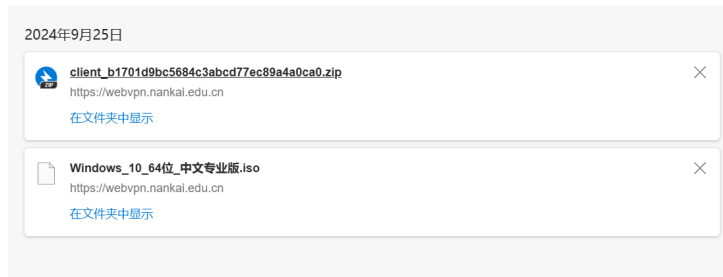 2024年9月25日
client_b1701d9bc5684c3abcd77ec89a4a0ca0.zip
ZIP
https://webvpn.nankai.edu.cn
在文件夹中显示
Windows_10_64位_中文专业版.iso
https://webvpn.nankai.edu.cn
在文件夹中显示